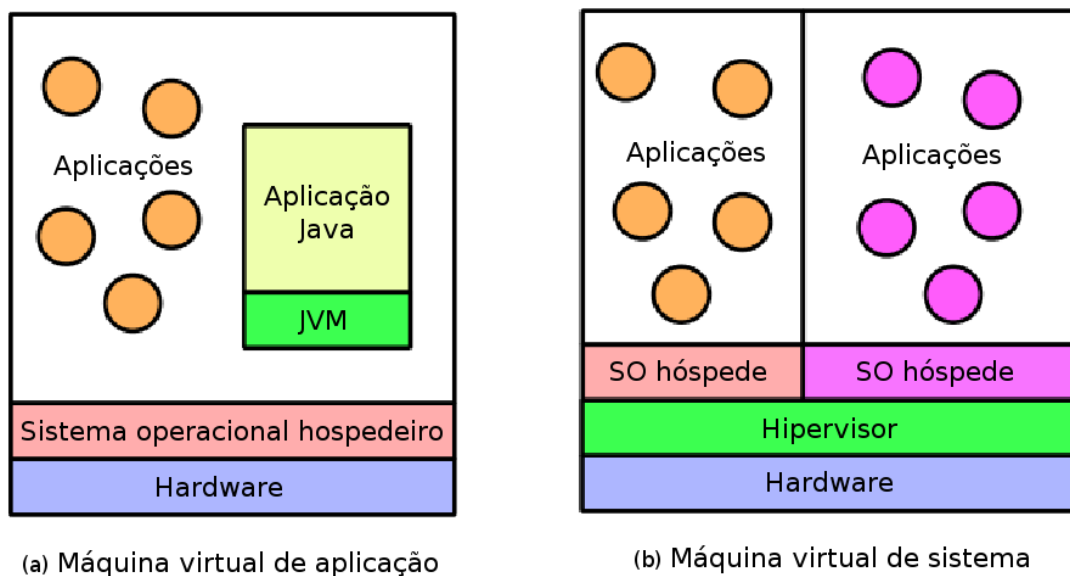 Aplicações
Aplicação
Java
JVM
Sistema operacional hospedeiro
Hardware
(a) Máquina virtual de aplicação
Aplicações
Aplicações
SO hóspede
SO hóspede
Hipervisor
Hardware
(b) Máquina virtual de sistema